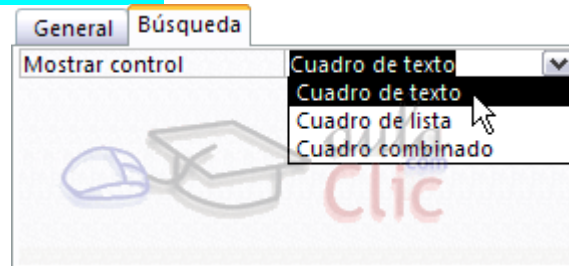 General Búsqueda
Mostrar control Cuadro de texto
Cuadro de texto
Cuadro de lista
Cuadro combinado
aula
.com
Clic